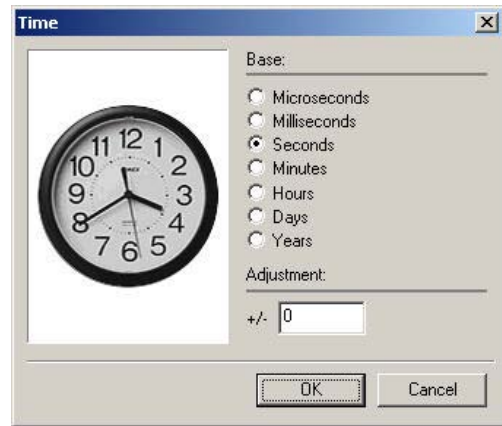 Time
Base:
Microseconds
Milliseconds
Seconds
Minutes
Hours
Days
Years
Adjustment:
+/- 0
OK Cancel
11 12 1
10 2
9 3
8 4
7 6 5